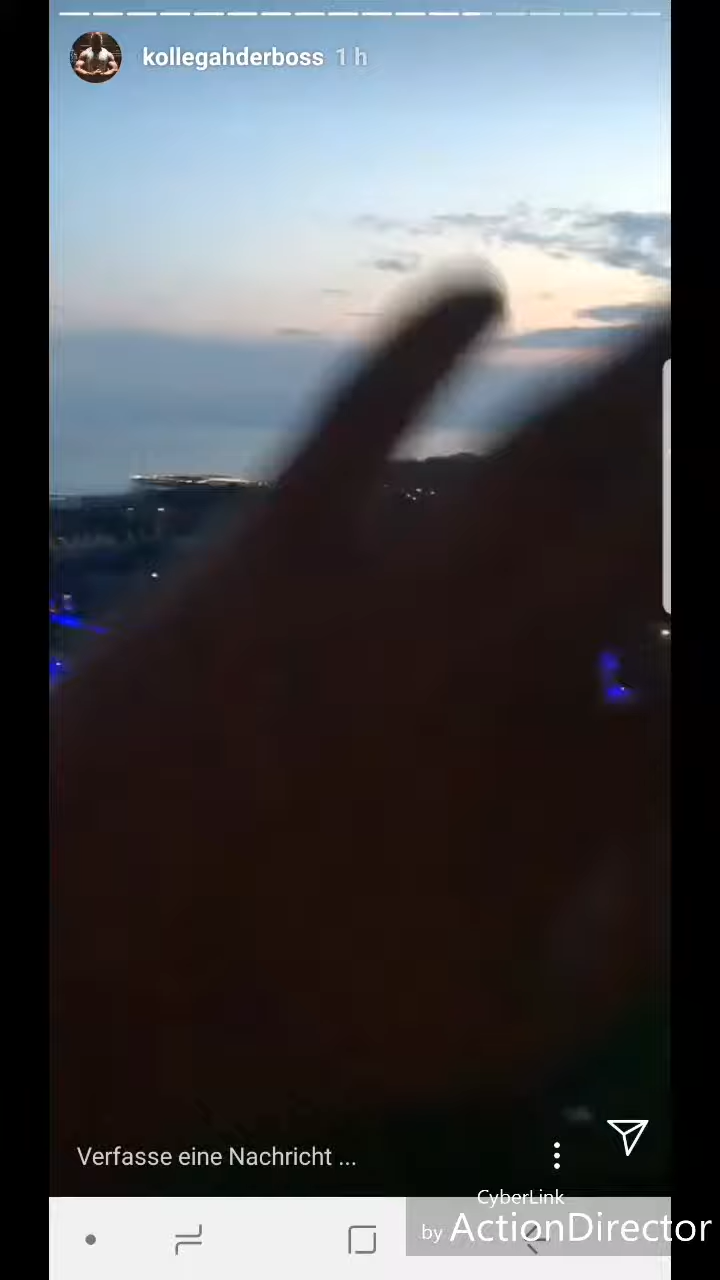 kollegahderboss 1 h
Verfasse eine Nachricht ...
CyberLink
by ActionDirector